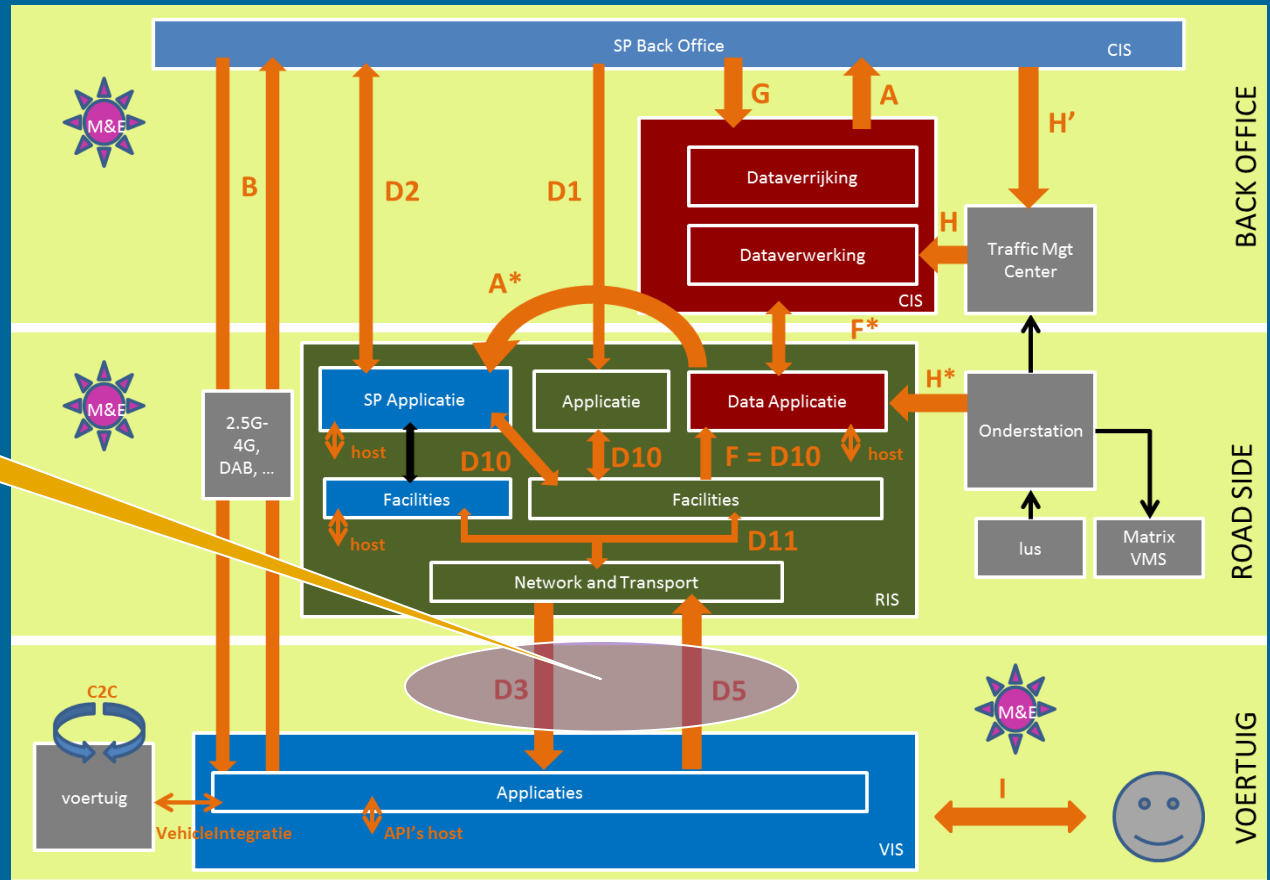 SP Back Office
CIS
BACK OFFICE
M&E
B
D2
D1
G
A
H’
Dataverrijking
Dataverwerking
CIS
H
Traffic Mgt
Center
A*
F*
ROAD SIDE
M&E
2.5G-
4G,
DAB, ...
SP Applicatie
Applicatie
Data Applicatie
H*
Onderstation
host
D10
D10
F = D10
host
Facilities
Facilities
host
D11
lus
Matrix
VMS
Network and Transport
RIS
D3
D5
VOERTUIG
C2C
M&E
voertuig
VehicleIntegratie
Applicaties
API’s host
VIS
I